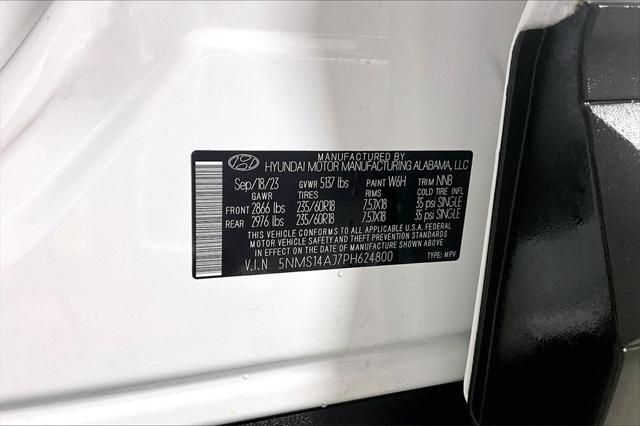 MANUFACTURED BY
HYUNDAI MOTOR MANUFACTURING ALABAMA, LLC
Sep/18/23 GVWR 5137 lbs PAINT W6H TRIM NNB
GAWR TIRES RIMS COLD TIRE INFL
FRONT 2866 lbs 235/60R18 7.5JX18 35 psi SINGLE
REAR 2976 lbs 235/60R18 7.5JX18 35 psi SINGLE
THIS VEHICLE CONFORMS TO ALL APPLICABLE U.S.A. FEDERAL
MOTOR VEHICLE SAFETY AND THEFT PREVENTION STANDARDS
IN EFFECT ON THE DATE OF MANUFACTURE SHOWN ABOVE.
V.I.N 5NMS14AJ7PH624800 TYPE: MPV